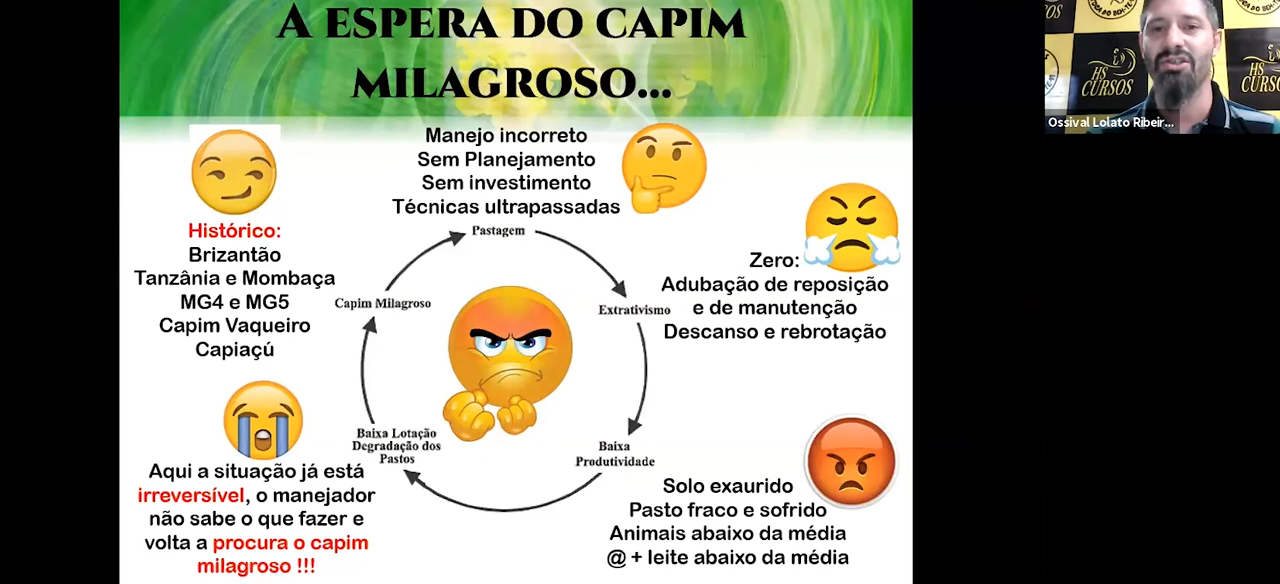 A ESPERA DO CAPIM
MILAGROSO...
Manejo incorreto
Sem Planejamento
Sem investimento
Técnicas ultrapassadas
Pastagem
Histórico:
Brizantão
Tanzânia e Mombaça
MG4 e MG5
Capim Vaqueiro
Capiaçú
Zero:
Adubação de reposição
e de manutenção
Descanso e rebrotação
Capim Milagroso
Extrativismo
Baixa Lotação
Degradação dos
Pastos
Baixa
Produtividade
Aqui a situação já está
irreversível, o manejador
não sabe o que fazer e
volta a procura o capim
milagroso !!!
Solo exaurido
Pasto fraco e sofrido
Animais abaixo da média
@ + leite abaixo da média
HS
CURSOS
HS
CURSOS
Ossival Lolato Ribeir...